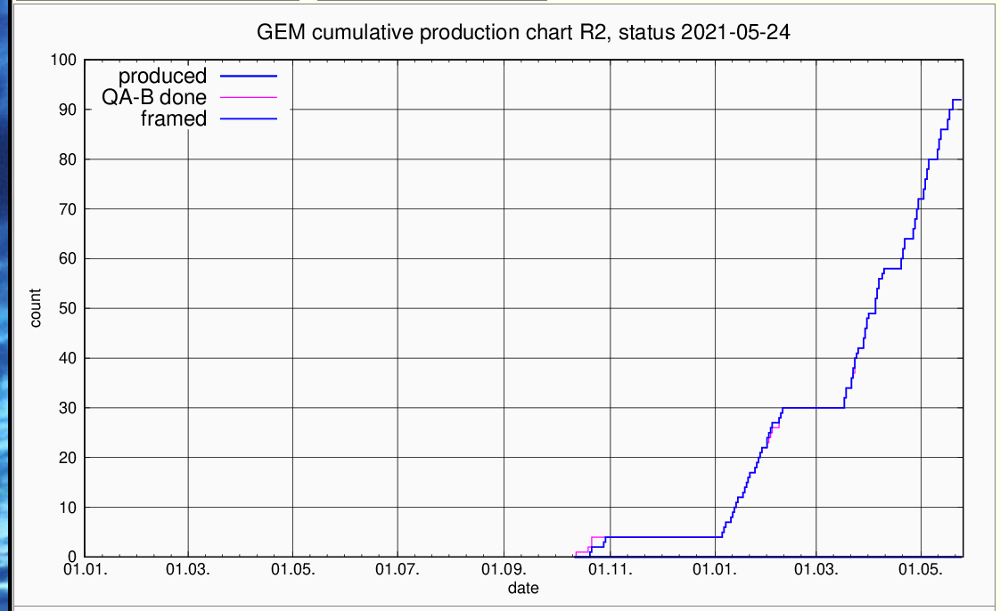 GEM cumulative production chart R2, status 2021-05-24
100
90
80
70
60
50
40
30
20
10
0
produced
QA-B done
framed
count
01.01. 01.03. 01.05. 01.07. 01.09. 01.11. 01.01. 01.03. 01.05.
date